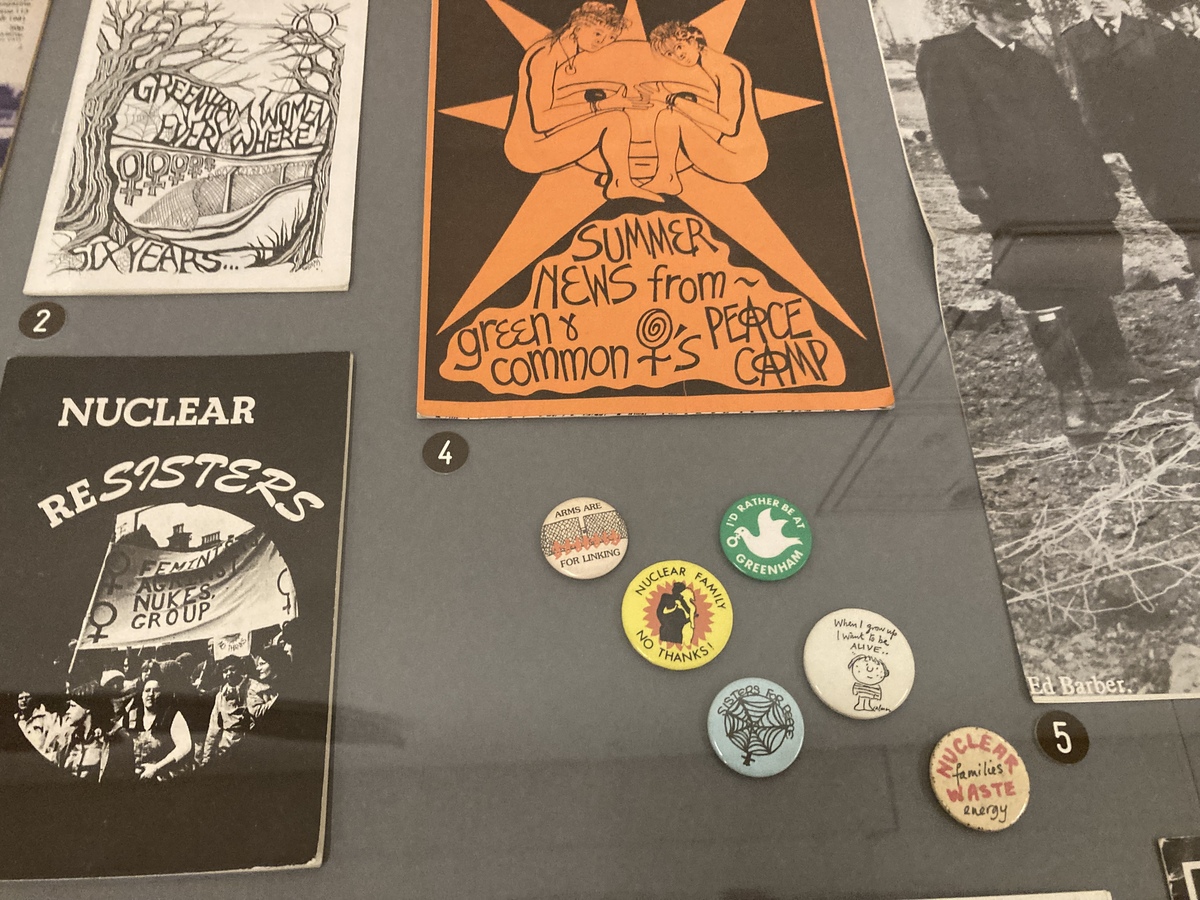 GREENHAM WOMEN
EVERYWHERE!
SIX YEARS...
2
SUMMER
NEWS from ~
green &
common 's PEACE
CAMP
4
NUCLEAR
RESISTERS
FEMINISTS
AGAINST
NUKES
GROUP
ARMS ARE
FOR LINKING
I'D RATHER BE AT
GREENHAM
NUCLEAR FAMILY
NO THANKS!
When I grow up
I want to be
ALIVE..
SISTERS FOR PEACE
NUCLEAR
families
WASTE
energy
Ed Barber.
5